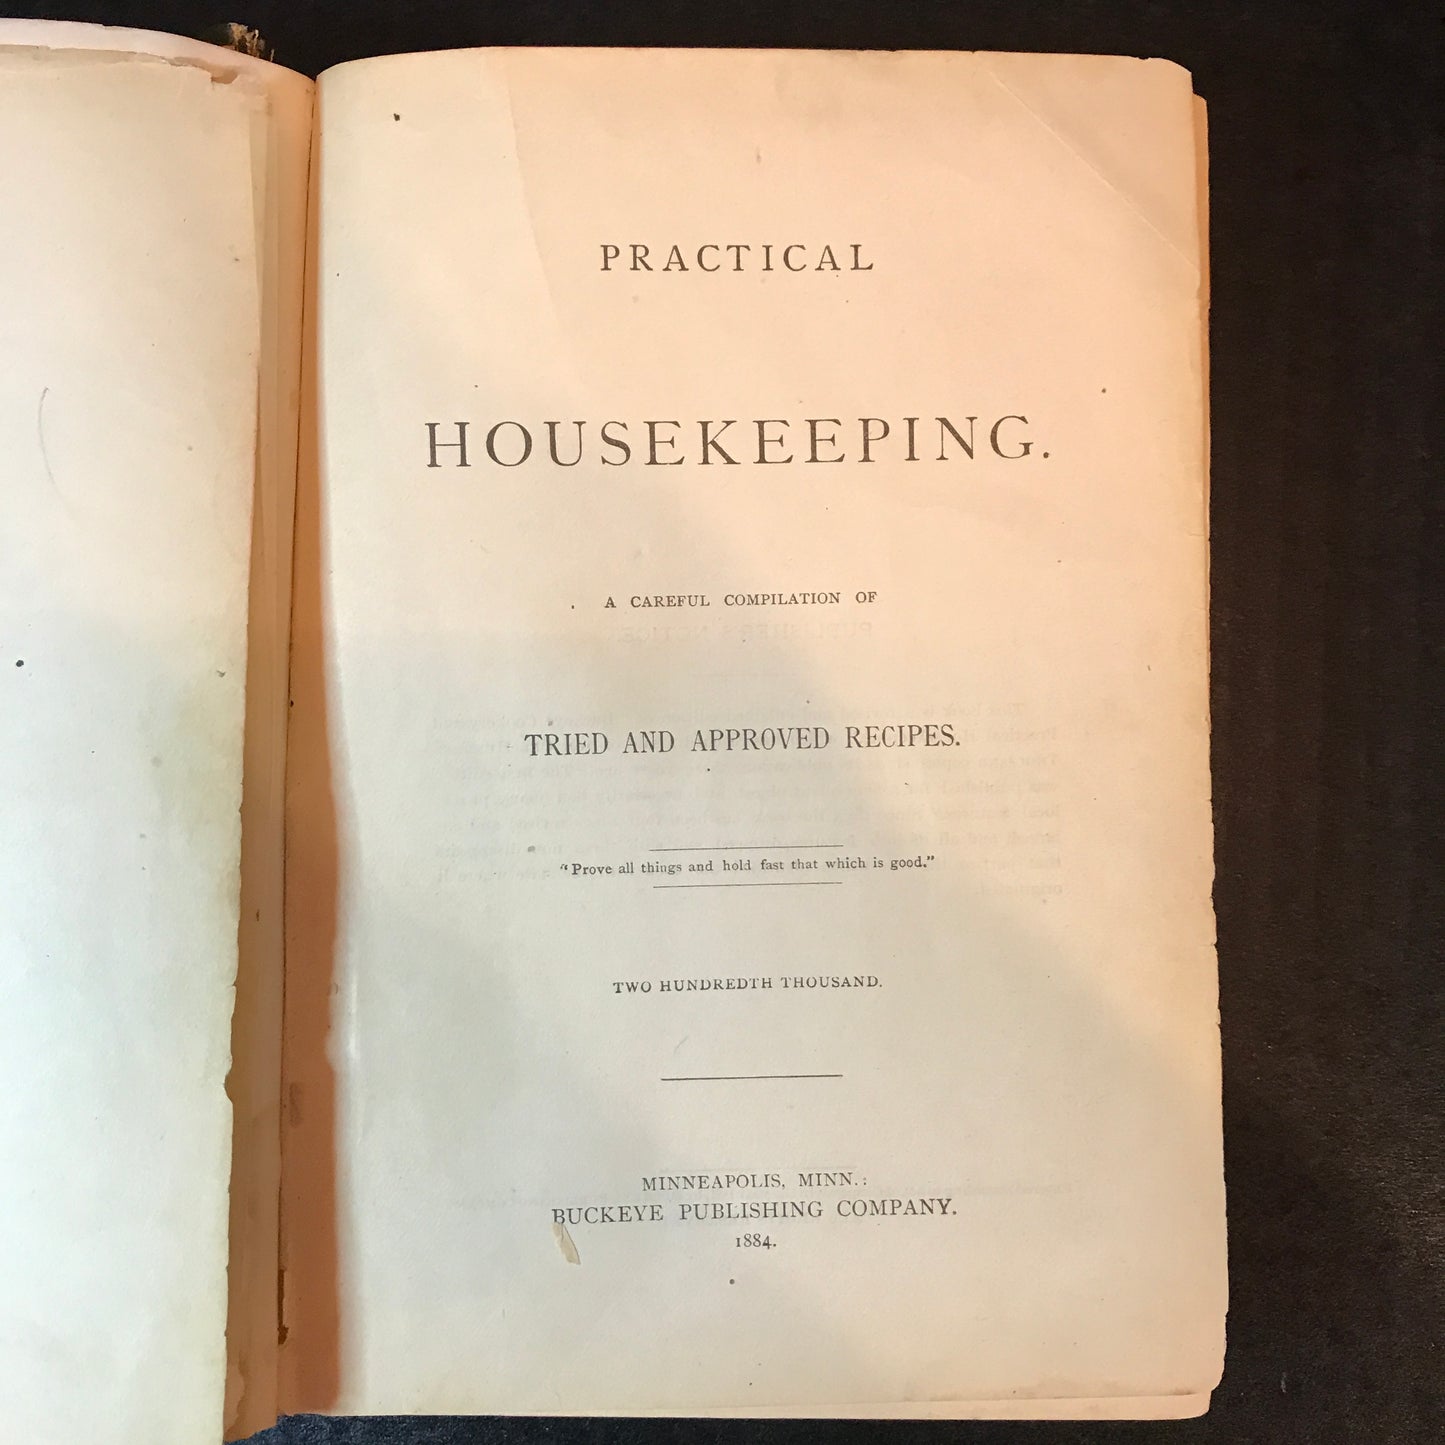 PRACTICAL
HOUSEKEEPING.
A CAREFUL COMPILATION OF
TRIED AND APPROVED RECIPES.
"Prove all things and hold fast that which is good."
TWO HUNDREDTH THOUSAND.
MINNEAPOLIS, MINN.:
BUCKEYE PUBLISHING COMPANY.
1884.